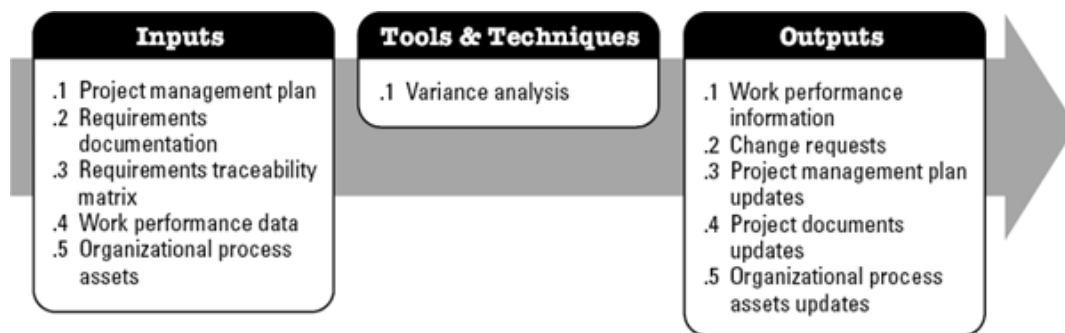 Inputs
.1 Project management plan
.2 Requirements
documentation
.3 Requirements traceability
matrix
.4 Work performance data
.5 Organizational process
assets
Tools & Techniques
.1 Variance analysis
Outputs
.1 Work performance
information
.2 Change requests
.3 Project management plan
updates
.4 Project documents
updates
.5 Organizational process
assets updates